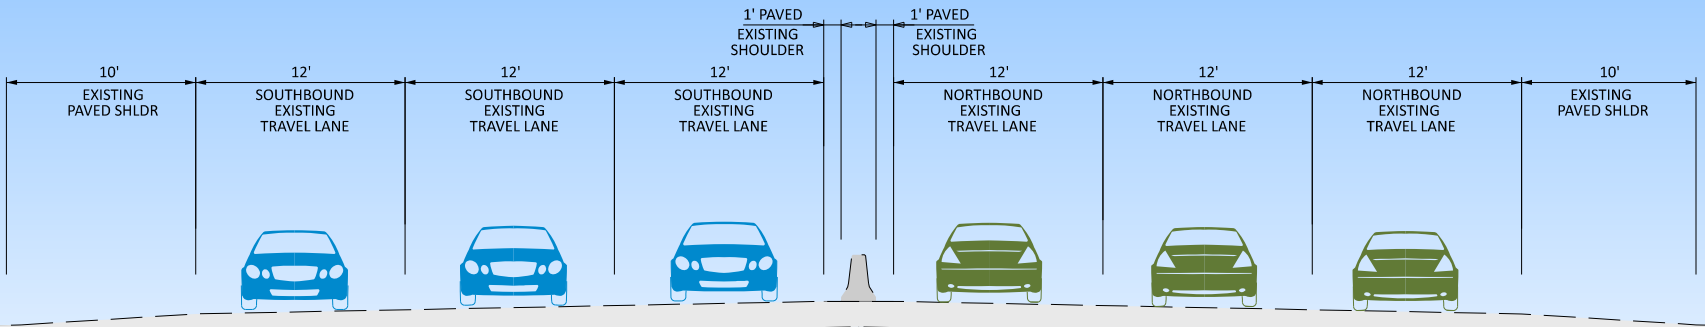 1' PAVED
EXISTING
SHOULDER
1' PAVED
EXISTING
SHOULDER
10'
EXISTING
PAVED SHLDR
12'
SOUTHBOUND
EXISTING
TRAVEL LANE
12'
SOUTHBOUND
EXISTING
TRAVEL LANE
12'
SOUTHBOUND
EXISTING
TRAVEL LANE
12'
NORTHBOUND
EXISTING
TRAVEL LANE
12'
NORTHBOUND
EXISTING
TRAVEL LANE
12'
NORTHBOUND
EXISTING
TRAVEL LANE
10'
EXISTING
PAVED SHLDR